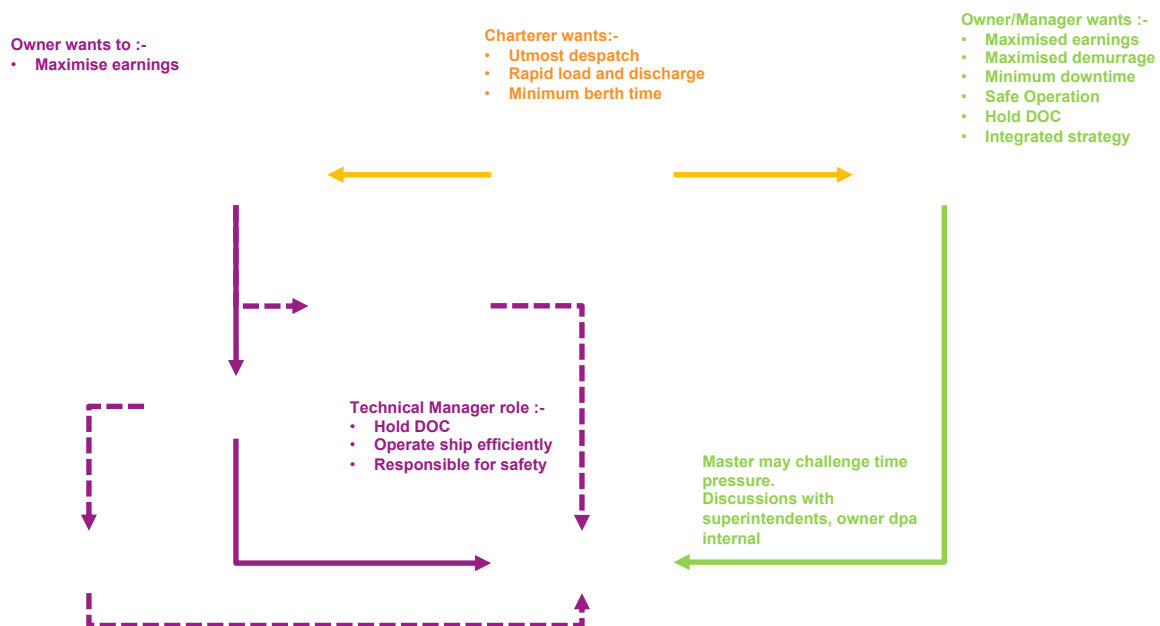 Owner wants to :-
• Maximise earnings
Charterer wants:-
• Utmost despatch
• Rapid load and discharge
• Minimum berth time
Owner/Manager wants :-
• Maximised earnings
• Maximised demurrage
• Minimum downtime
• Safe Operation
• Hold DOC
• Integrated strategy
Technical Manager role :-
• Hold DOC
• Operate ship efficiently
• Responsible for safety
Master may challenge time
pressure.
Discussions with
superintendents, owner dpa
internal